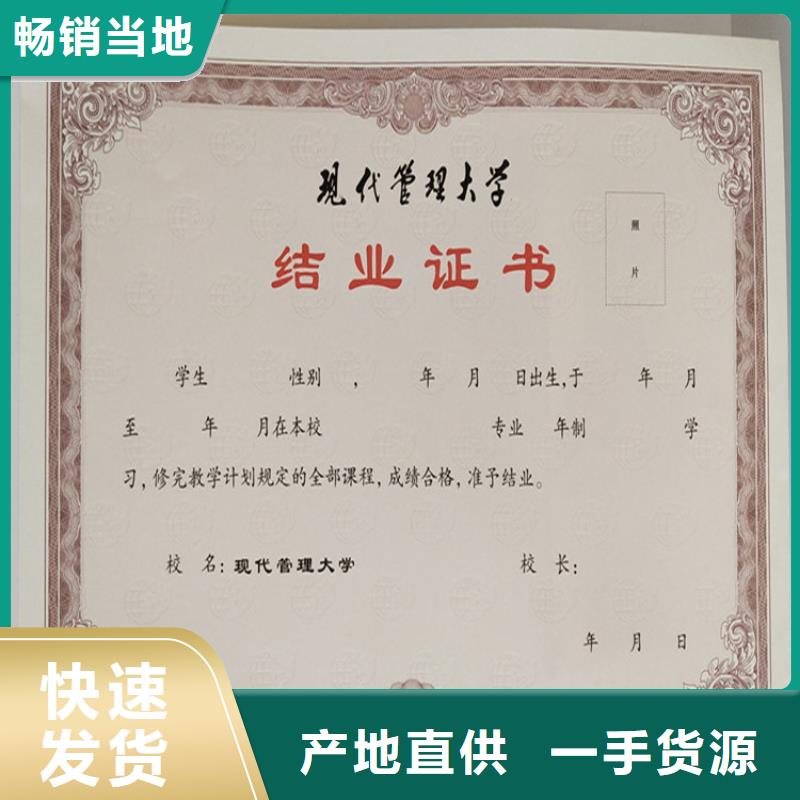 畅销当地
现代管理大学
结业证书
照
片
学生 性别 , 年 月 日出生,于 年 月
至 年 月在本校 专业 年制 学
习,修完教学计划规定的全部课程,成绩合格,准予结业。
校 名:现代管理大学 校 长:
年 月 日
快速
发货
产地直供 一手货源